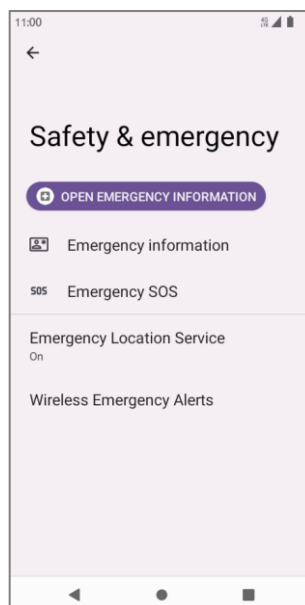 11:00
Safety & emergency
OPEN EMERGENCY INFORMATION
Emergency information
SOS Emergency SOS
Emergency Location Service
On
Wireless Emergency Alerts